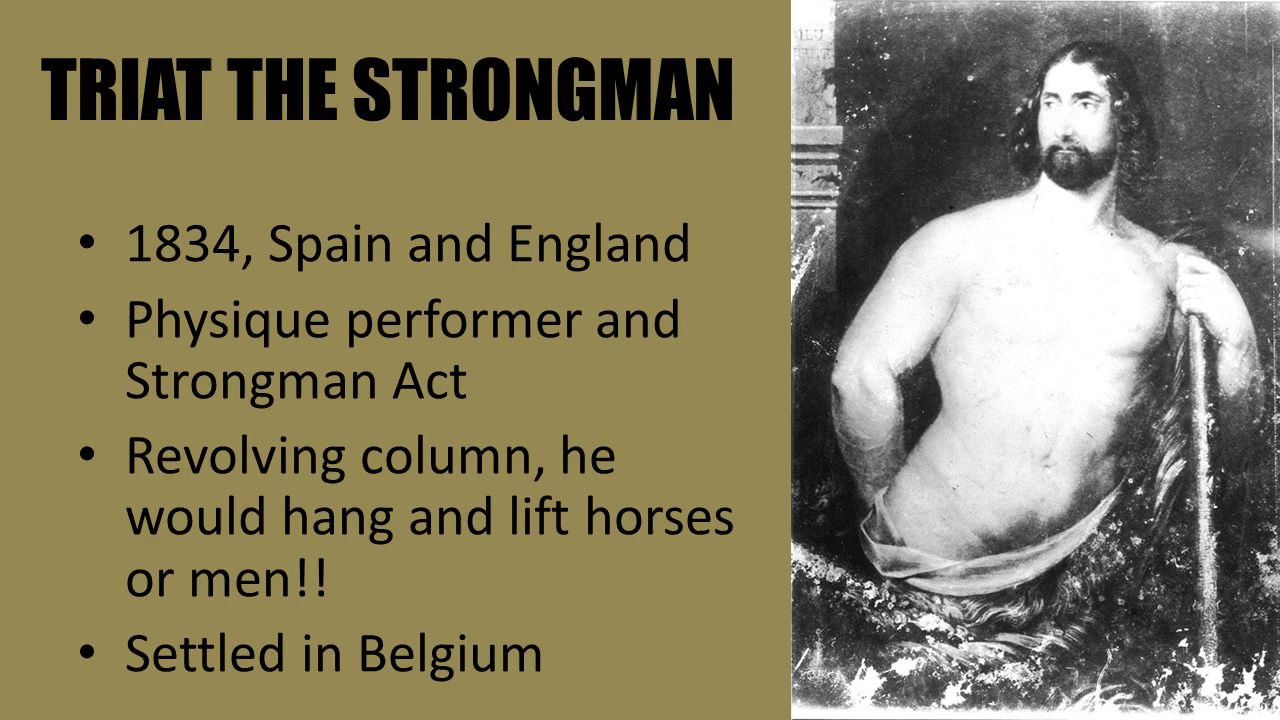 TRIAT THE STRONGMAN
• 1834, Spain and England
• Physique performer and
Strongman Act
• Revolving column, he
would hang and lift horses
or men!!
• Settled in Belgium